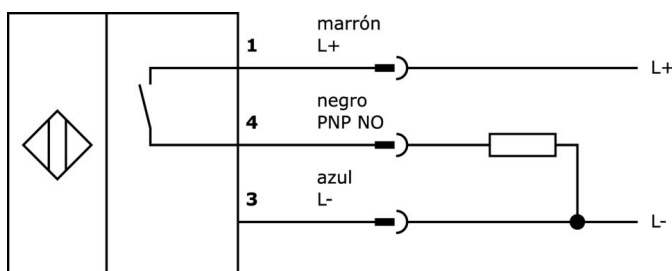 marrón
1 L+
L+
negro
4 PNP NO
azul
3 L-
L-